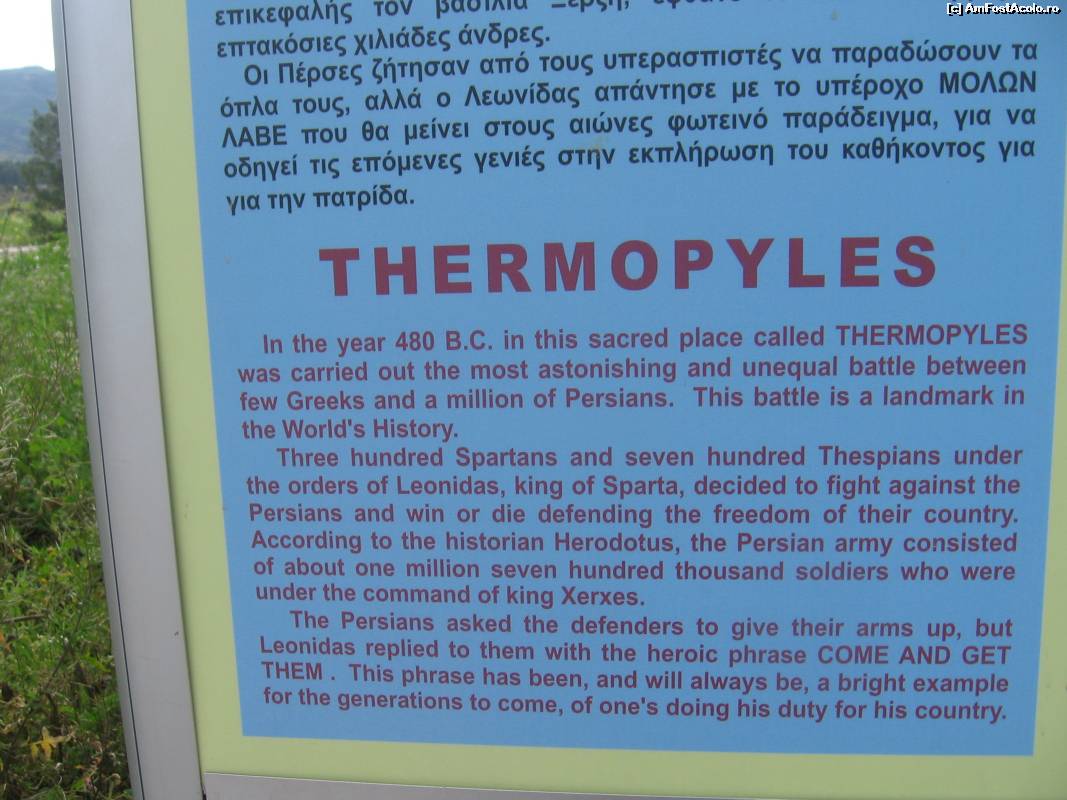 [c] AmFostAcolo.ro
επικεφαλής τον βασιλιά Ξέρξη,
επτακόσιες χιλιάδες άνδρες.
Οι Πέρσες ζήτησαν από τους υπερασπιστές να παραδώσουν τα
όπλα τους, αλλά ο Λεωνίδας απάντησε με το υπέροχο ΜΟΛΩΝ
ΛΑΒΕ που θα μείνει στους αιώνες φωτεινό παράδειγμα, για να
οδηγεί τις επόμενες γενιές στην εκπλήρωση του καθήκοντος για
για την πατρίδα.
THERMOPYLES
In the year 480 B.C. in this sacred place called THERMOPYLES
was carried out the most astonishing and unequal battle between
few Greeks and a million of Persians. This battle is a landmark in
the World's History.
Three hundred Spartans and seven hundred Thespians under
the orders of Leonidas, king of Sparta, decided to fight against the
Persians and win or die defending the freedom of their country.
According to the historian Herodotus, the Persian army consisted
of about one million seven hundred thousand soldiers who were
under the command of king Xerxes.
The Persians asked the defenders to give their arms up, but
Leonidas replied to them with the heroic phrase COME AND GET
THEM . This phrase has been, and will always be, a bright example
for the generations to come, of one's doing his duty for his country.